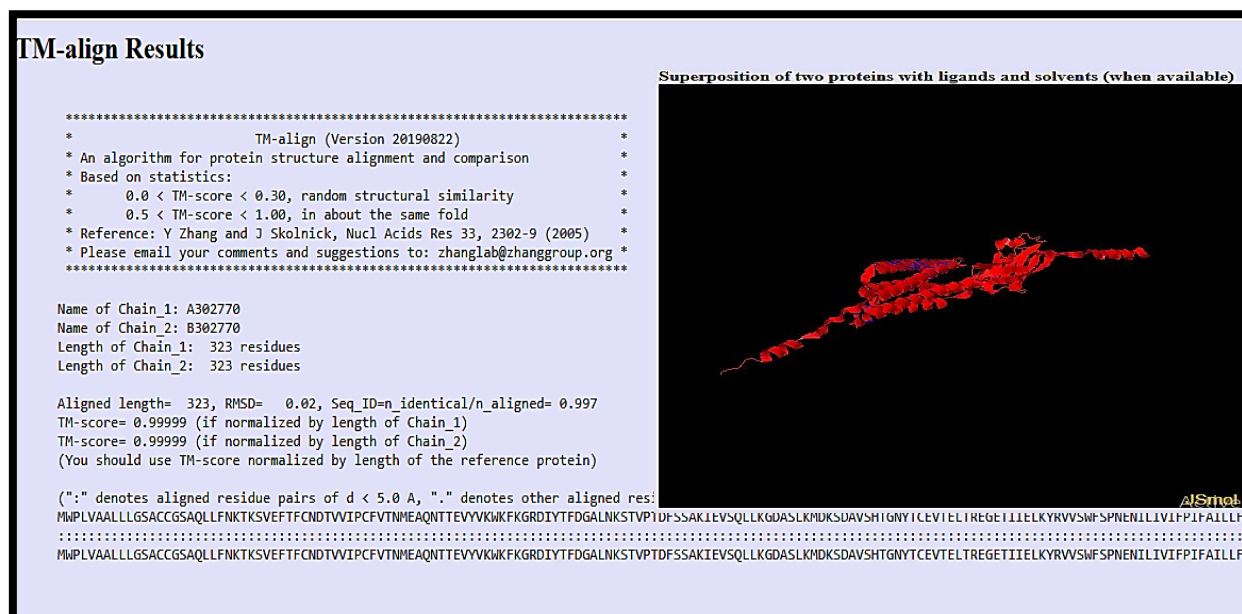 TM-align Results
Superposition of two proteins with ligands and solvents (when available)
**************************************************************************
* TM-align (Version 20190822) *
* An algorithm for protein structure alignment and comparison *
* Based on statistics: *
* 0.0 < TM-score < 0.30, random structural similarity *
* 0.5 < TM-score < 1.00, in about the same fold *
* Reference: Y Zhang and J Skolnick, Nucl Acids Res 33, 2302-9 (2005) *
* Please email your comments and suggestions to: zhanglab@zhanggroup.org *
**************************************************************************
Name of Chain_1: A302770
Name of Chain_2: B302770
Length of Chain_1: 323 residues
Length of Chain_2: 323 residues
Aligned length= 323, RMSD= 0.02, Seq_ID=n_identical/n_aligned= 0.997
TM-score= 0.99999 (if normalized by length of Chain_1)
TM-score= 0.99999 (if normalized by length of Chain_2)
(You should use TM-score normalized by length of the reference protein)
(":" denotes aligned residue pairs of d < 5.0 A, "." denotes other aligned resi
JSmol
MWPLVAALLLGSACCGSAQLLFNKTKSVEFTFCNDTVVIPCFVTNMEAQNTTEVYVKWKFKGRDIYTFDGALNKSTVPTDFSSAKIEVSQLLKGDASLKMDKSDAVSHTGNYTCEVTELTREGETIIELKYRVVSWFSPNENILIVIFPIFAILLF
::::::::::::::::::::::::::::::::::::::::::::::::::::::::::::::::::::::::::::::::::::::::::::::::::::::::::::::::::::::::::::::::::::::::::::::::::::::::::::
MWPLVAALLLGSACCGSAQLLFNKTKSVEFTFCNDTVVIPCFVTNMEAQNTTEVYVKWKFKGRDIYTFDGALNKSTVPTDFSSAKIEVSQLLKGDASLKMDKSDAVSHTGNYTCEVTELTREGETIIELKYRVVSWFSPNENILIVIFPIFAILLF